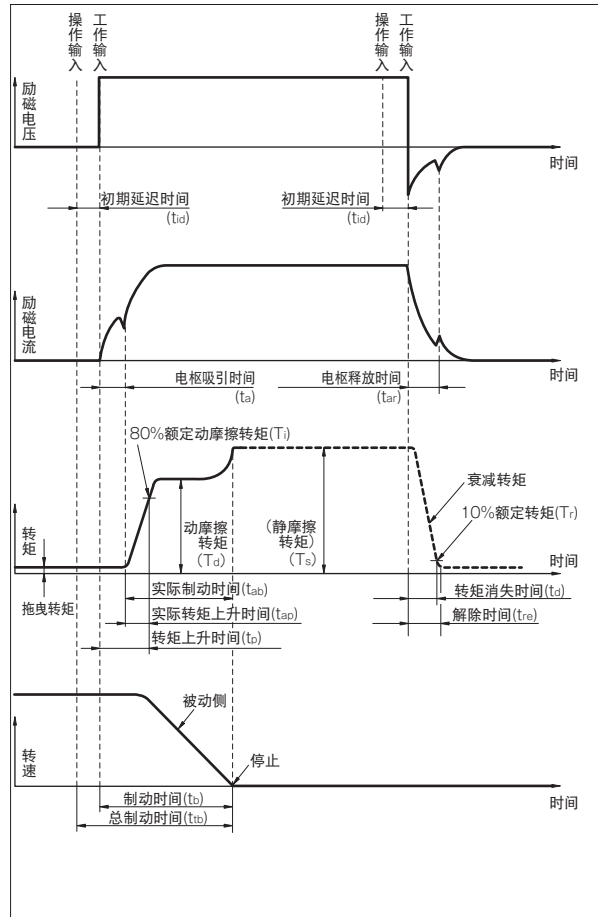 操作输入
工作输入
操作输入
工作输入
励磁电压
时间
初期延迟时间
(tid)
初期延迟时间
(tid)
励磁电流
时间
电枢吸引时间
(ta)
电枢释放时间
(tar)
80%额定动摩擦转矩(Ti)
衰减转矩
10%额定转矩(Tr)
转矩
动摩擦
转矩
(Td)
(静摩擦
转矩)
(Ts)
时间
拖曳转矩
实际制动时间(tab)
转矩消失时间(td)
实际转矩上升时间(tap)
解除时间(tre)
转矩上升时间(tp)
被动侧
转速
停止
时间
制动时间(tb)
总制动时间(ttb)